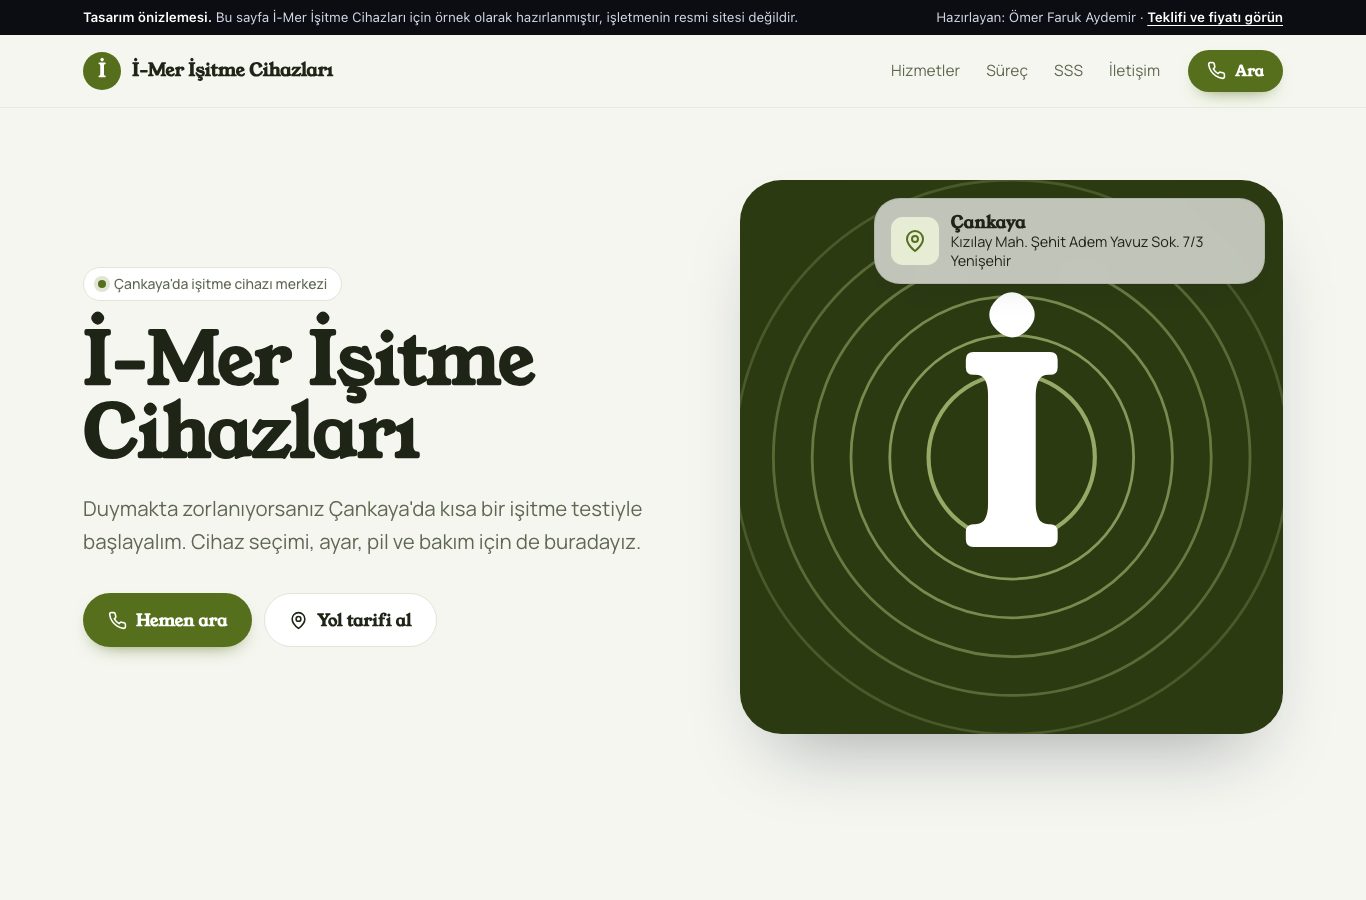 Tasarım önizlemesi. Bu sayfa İ-Mer İşitme Cihazları için örnek olarak hazırlanmıştır, işletmenin resmi sitesi değildir.
Hazırlayan: Ömer Faruk Aydemir · Teklifi ve fiyatı görün
İ
İ-Mer İşitme Cihazları
Hizmetler
Süreç
SSS
İletişim
Ara
Çankaya'da işitme cihazı merkezi
İ-Mer İşitme
Cihazları
Duymakta zorlanıyorsanız Çankaya'da kısa bir işitme testiyle
başlayalım. Cihaz seçimi, ayar, pil ve bakım için de buradayız.
Hemen ara
Yol tarifi al
Çankaya
Kızılay Mah. Şehit Adem Yavuz Sok. 7/3
Yenişehir
İ